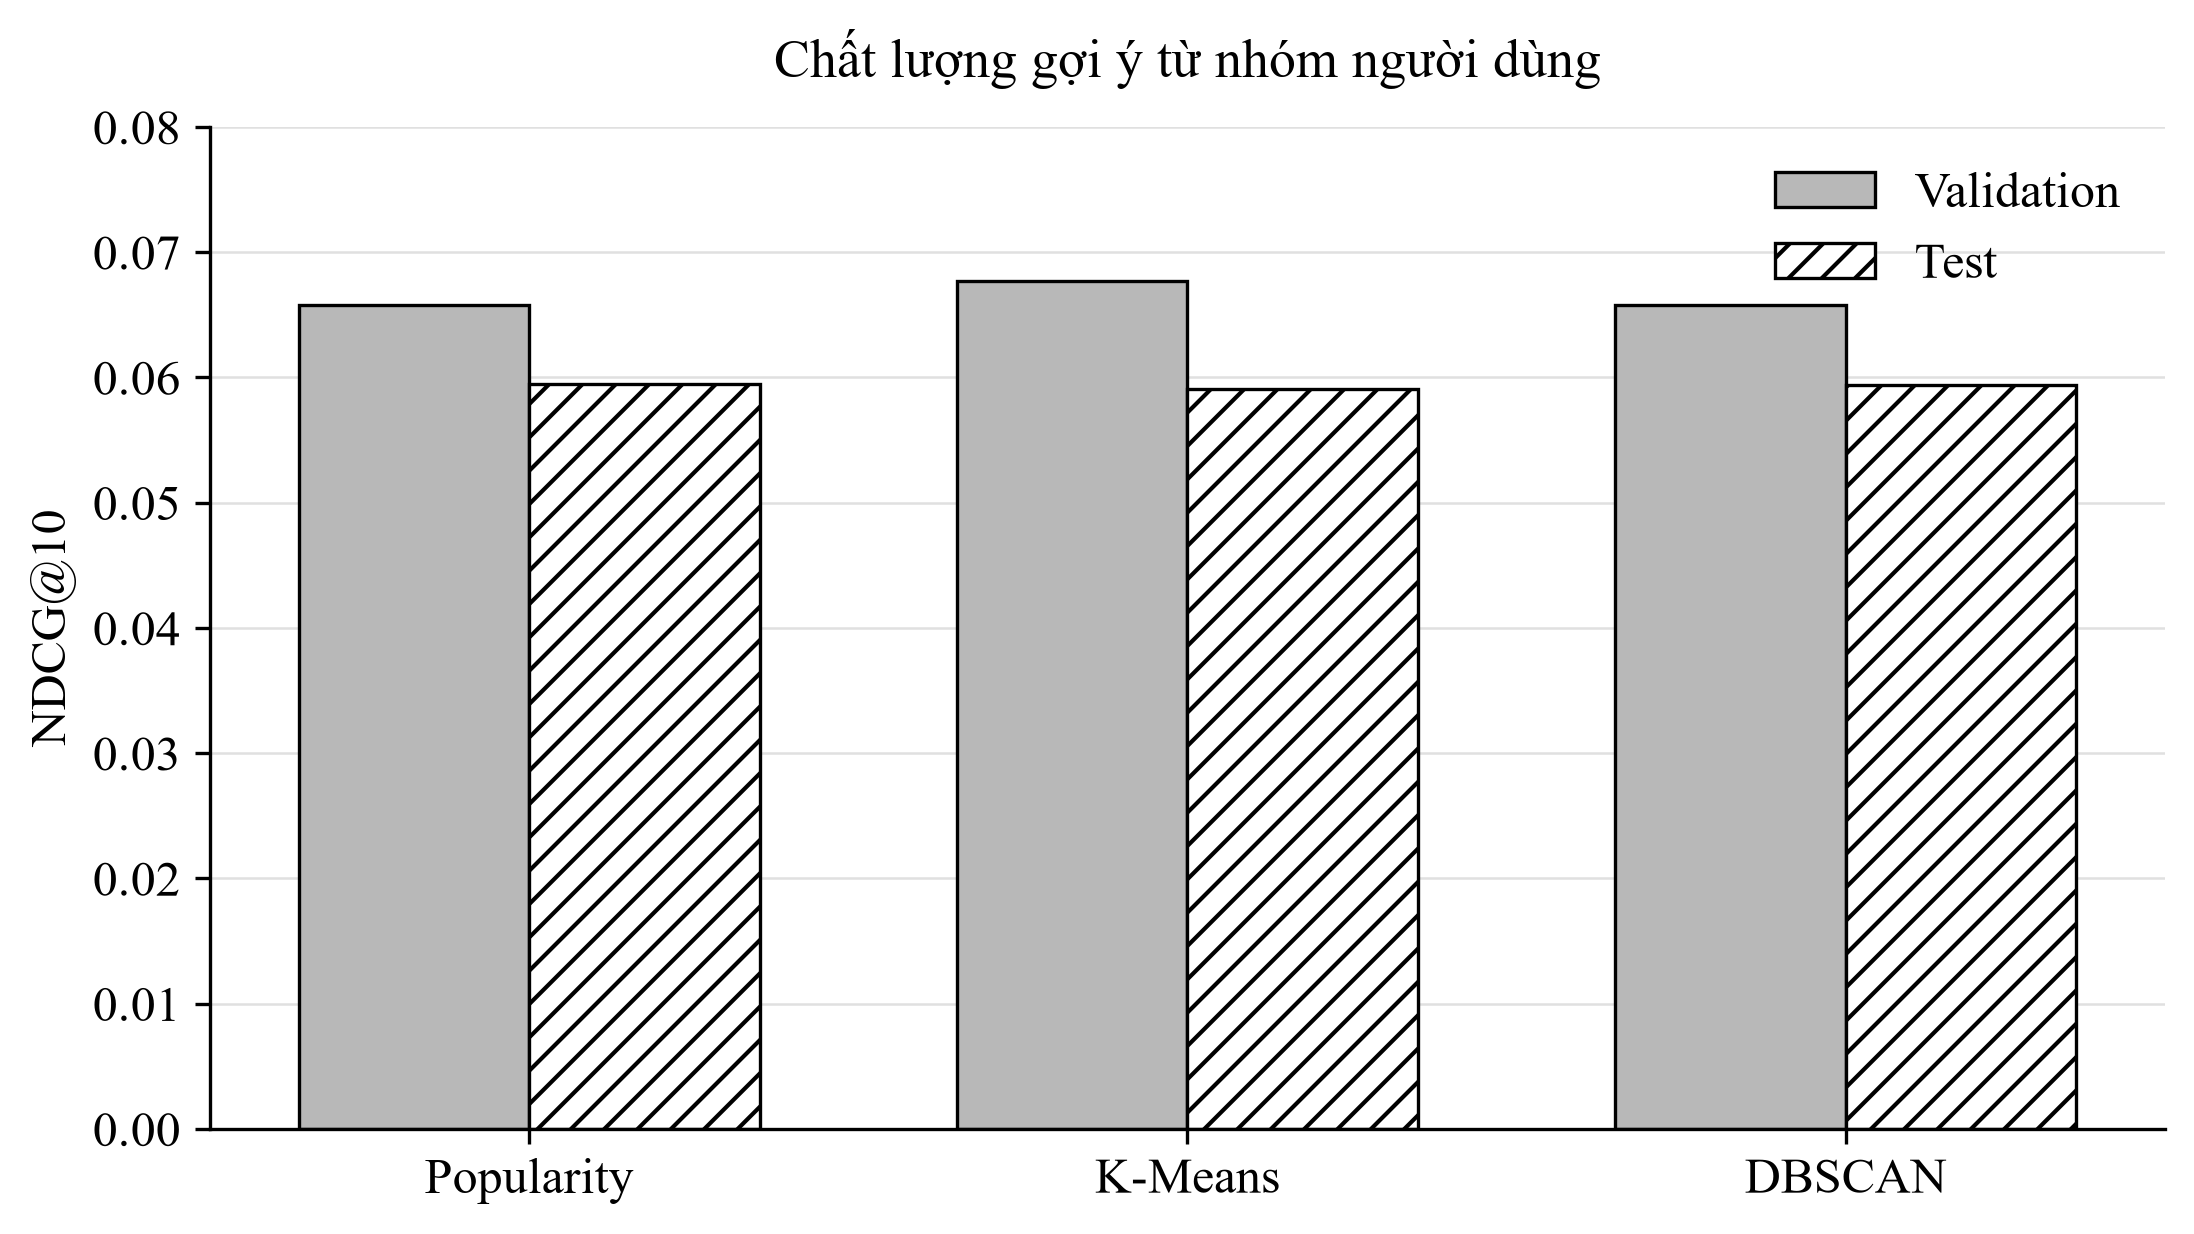 Chất lượng gợi ý từ nhóm người dùng
0.08
0.07
0.06
0.05
0.04
0.03
0.02
0.01
0.00
NDCG@10
Validation
Test
Popularity
K-Means
DBSCAN